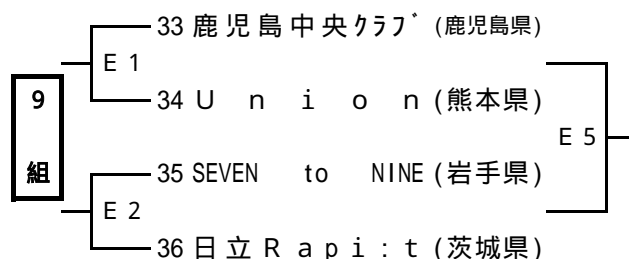 33 鹿児島中央ｸﾗﾌﾞ (鹿児島県)
E 1
9
34 U n i o n (熊本県)
E 5
組
35 SEVEN to NINE (岩手県)
E 2
36 日立 R a p i : t (茨城県)